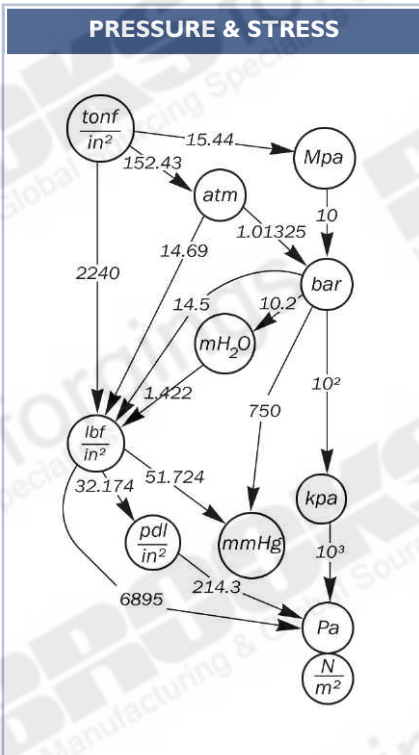 PRESSURE & STRESS
tonf
in²
15.44
Mpa
152.43
atm
10
1.01325
14.69
2240
bar
14.5
10.2
mH₂O
10²
1.422
750
lbf
in²
51.724
32.174
kpa
pdl
in²
mmHg
10³
214.3
6895
Pa
N
m²